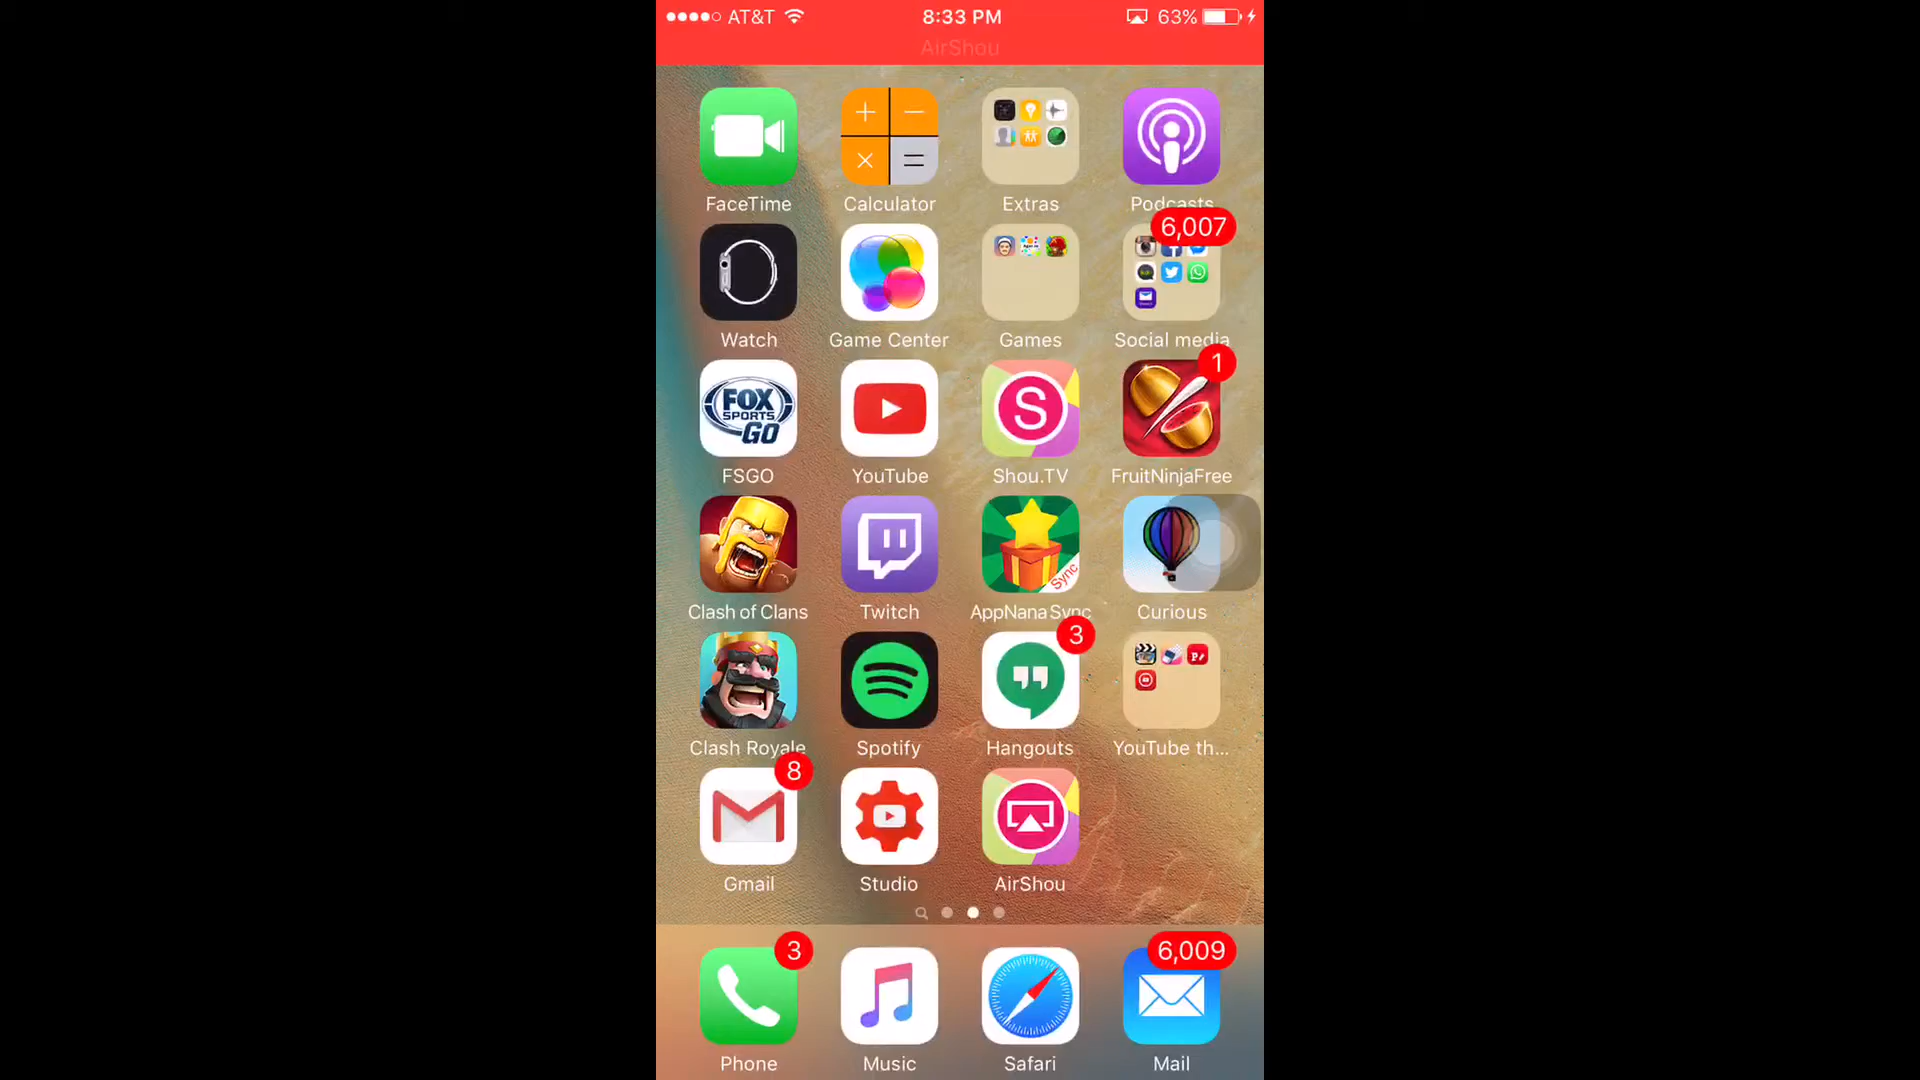 AT&T 8:33 PM 63%
AirShou
FaceTime Calculator Extras Podcasts
6,007
Watch Game Center Games Social media
1
FOX SPORTS GO S
FSGO YouTube Shou.TV FruitNinjaFree
Sync
Clash of Clans Twitch AppNana Sync Curious
3
Clash Royale Spotify Hangouts YouTube th...
8
Gmail Studio AirShou
3 6,009
Phone Music Safari Mail